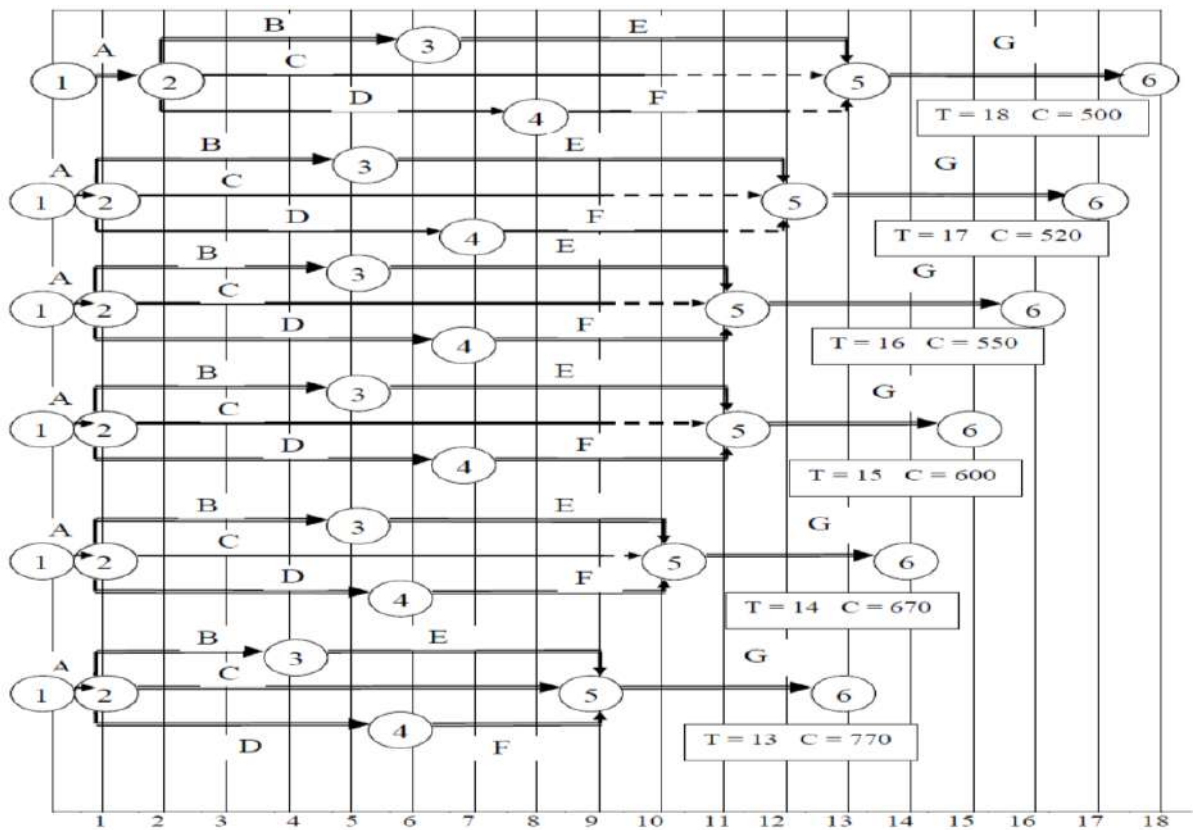 B E
A C G
1 2 3 5 6
D F
4
T = 18 C = 500
B E
A C G
1 2 3 5 6
D F
4
T = 17 C = 520
E
B
A C G
1 2 3 5 6
D F
4
T = 16 C = 550
B E
A C G
1 2 3 5 6
D F
4
T = 15 C = 600
B E
A C G
1 2 3 5 6
D F
4
T = 14 C = 670
B E
A C G
1 2 3 5 6
4
D F
T = 13 C = 770
1 2 3 4 5 6 7 8 9 10 11 12 13 14 15 16 17 18